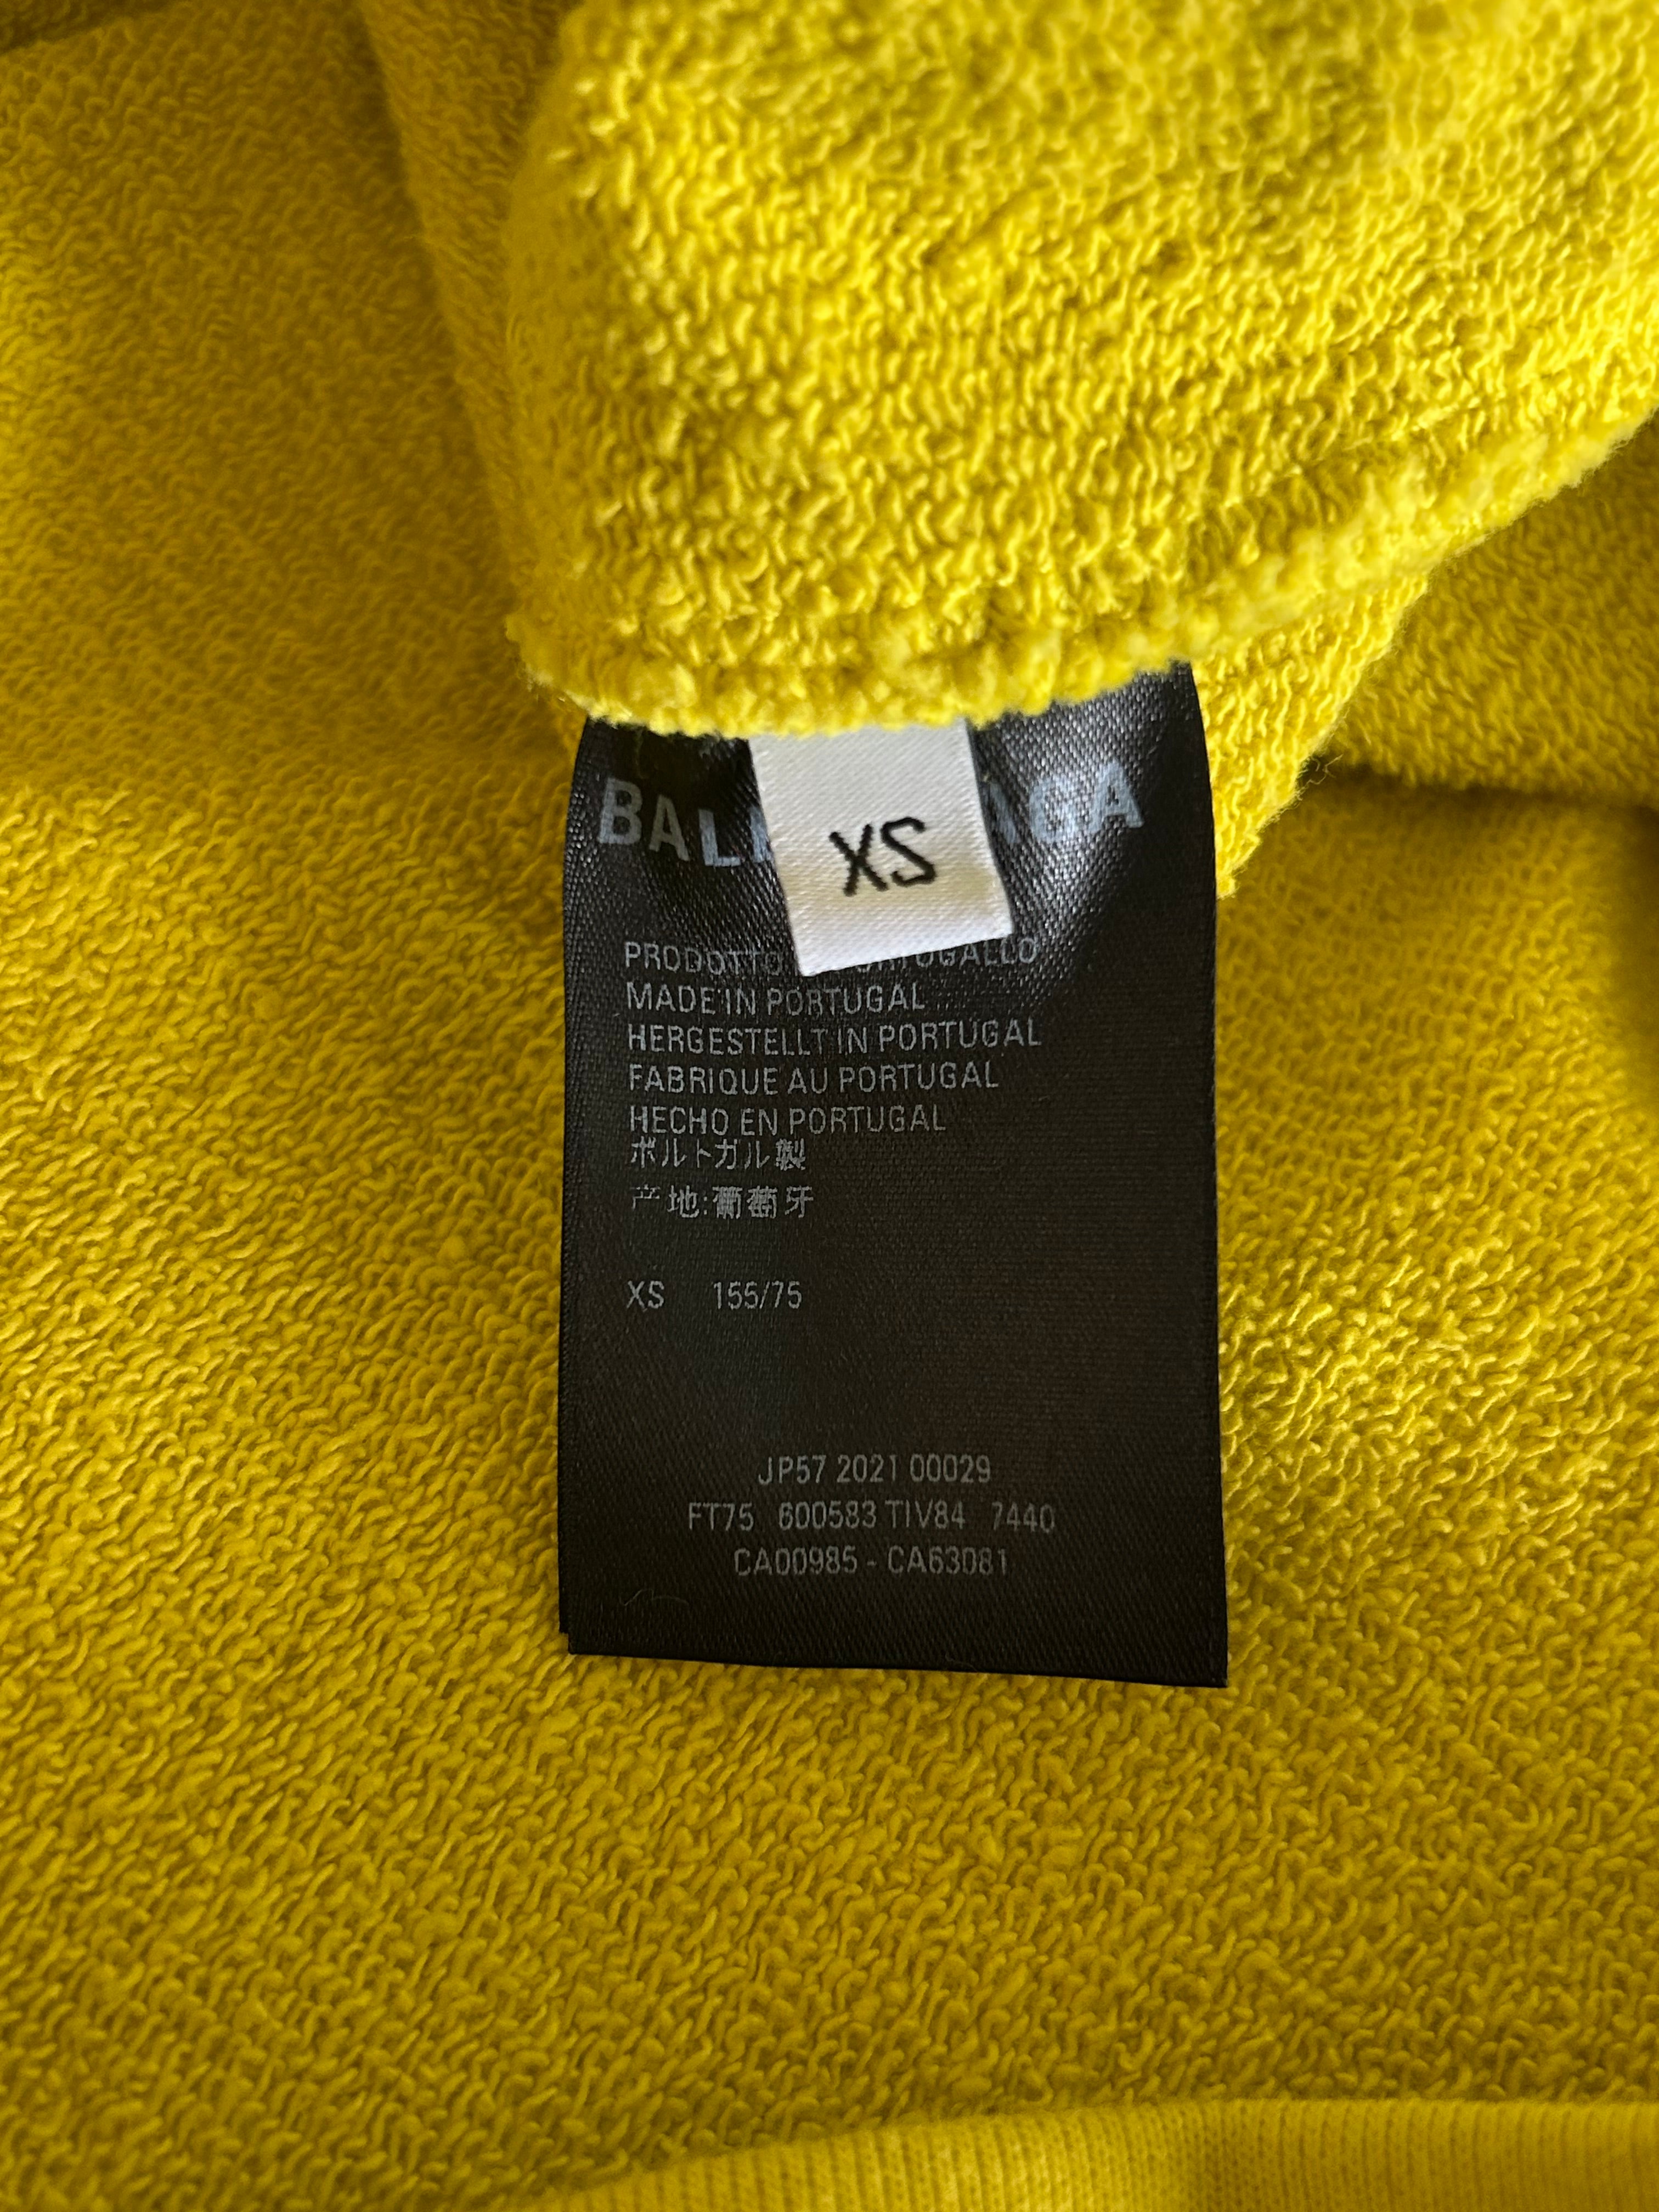 XS
PRODOTTO
MADE IN PORTUGAL
HERGESTELLT IN PORTUGAL
FABRIQUE AU PORTUGAL
HECHO EN PORTUGAL
ポルトガル製
产地:葡萄牙
XS 155/75
JP57 2021 00029
FT75 600583 TIV84 7440
CA00985 - CA63081